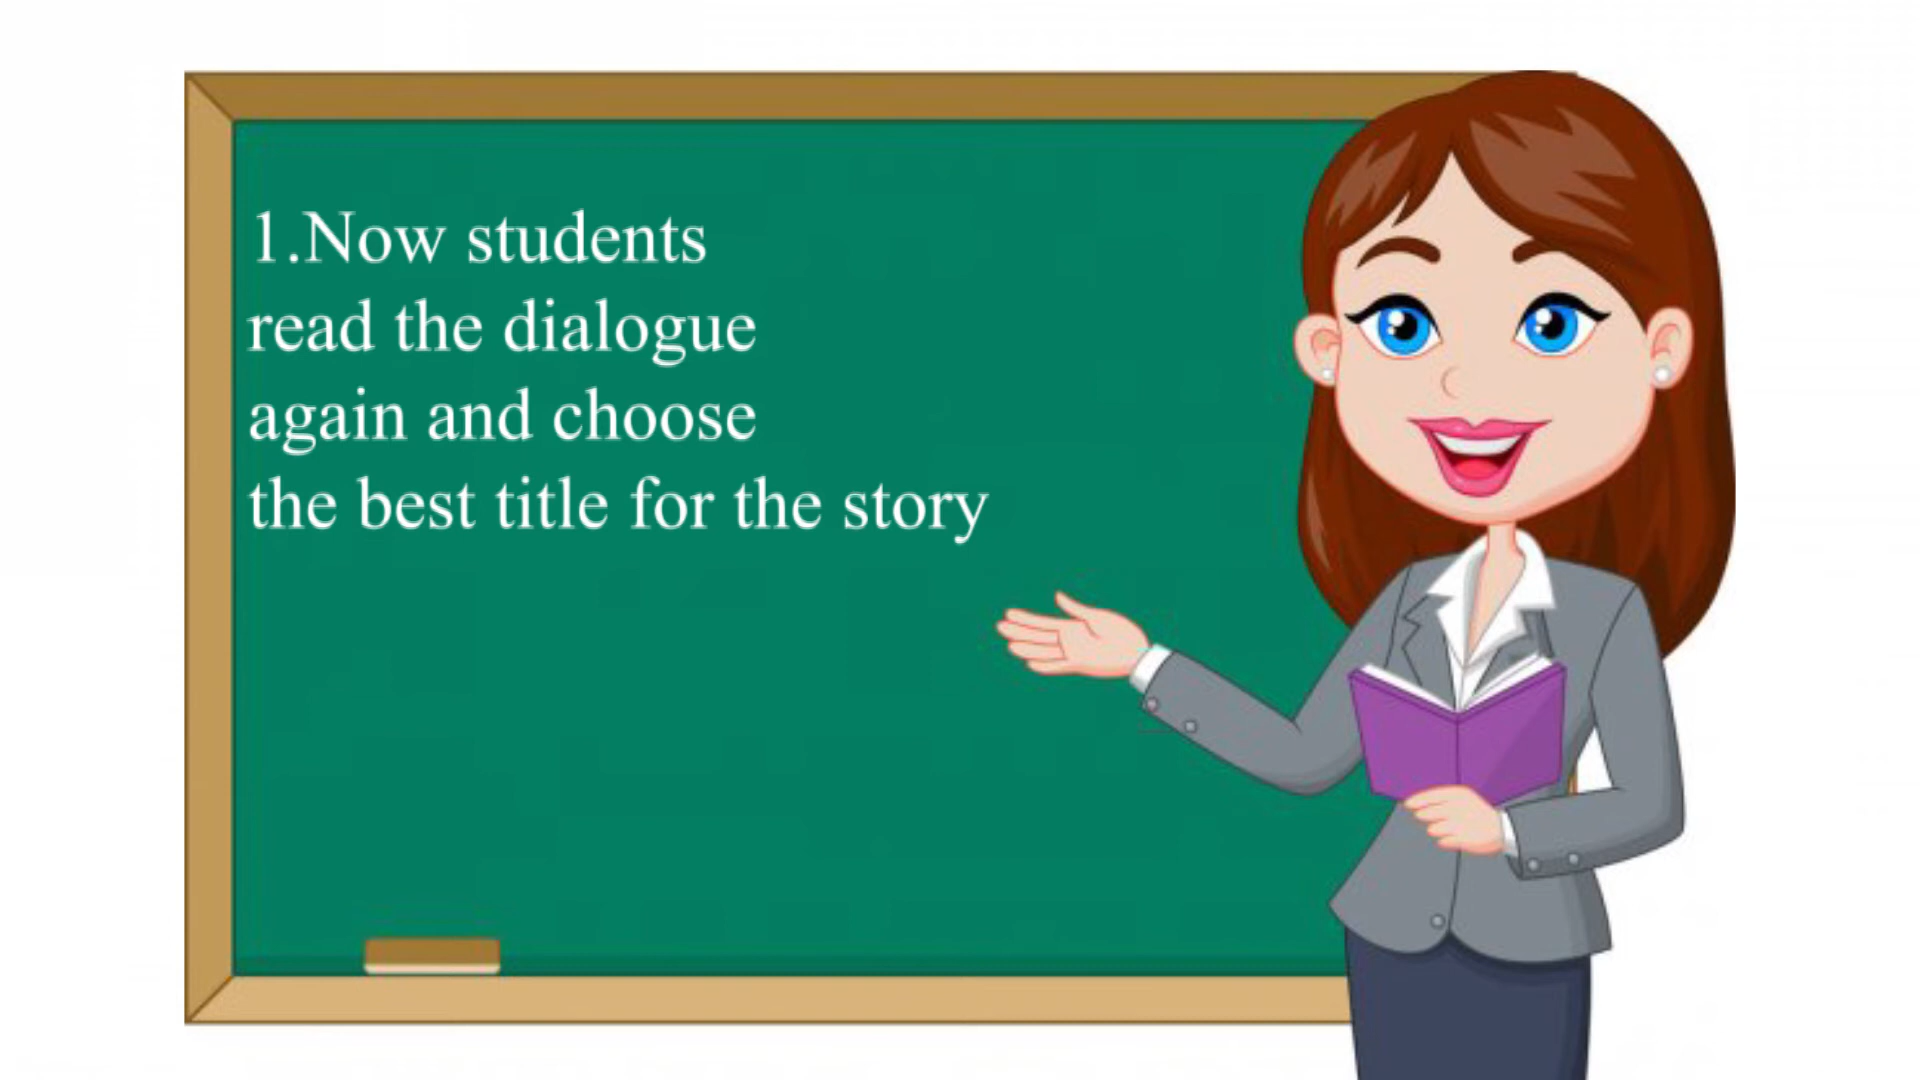 1.Now students
read the dialogue
again and choose
the best title for the story